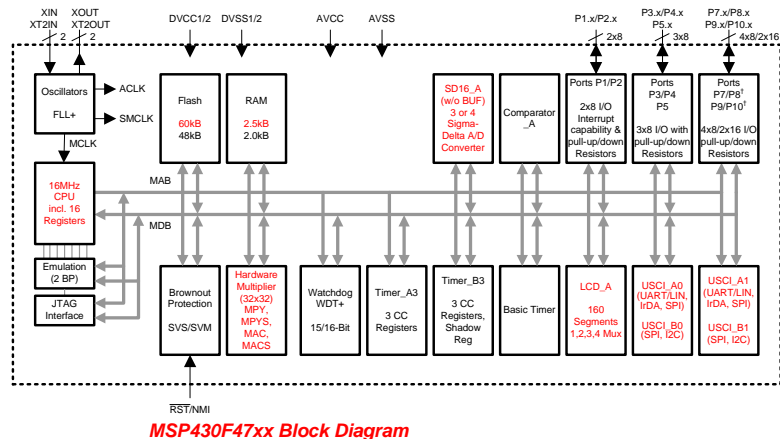 XIN
XT2IN
2
XOUT
XT2OUT
2
DVCC1/2
DVSS1/2
AVCC
AVSS
P1.x/P2.x
2x8
P3.x/P4.x
P5.x
3x8
P7.x/P8.x
P9.x/P10.x
4x8/2x16
Oscillators
FLL+
ACLK
SMCLK
MCLK
Flash
60kB
48kB
RAM
2.5kB
2.0kB
SD16_A
(w/o BUF)
3 or 4
Sigma-
Delta A/D
Converter
Comparator
_A
Ports P1/P2
2x8 I/O
Interrupt
capability &
pull-up/down
Resistors
Ports
P3/P4
P5
3x8 I/O with
pull-up/down
Resistors
Ports
P7/P8†
P9/P10†
4x8/2x16 I/O
pull-up/down
Resistors
16MHz
CPU
incl. 16
Registers
MAB
MDB
Emulation
(2 BP)
JTAG
Interface
Brownout
Protection
SVS/SVM
Hardware
Multiplier
(32x32)
MPY,
MPYS,
MAC,
MACS
Watchdog
WDT+
15/16-Bit
Timer_A3
3 CC
Registers
Timer_B3
3 CC
Registers,
Shadow
Reg
Basic Timer
LCD_A
160
Segments
1,2,3,4 Mux
USCI_A0
(UART/LIN,
IrDA, SPI)
USCI_B0
(SPI, I2C)
USCI_A1
(UART/LIN,
IrDA, SPI)
USCI_B1
(SPI, I2C)
RST/NMI
MSP430F47xx Block Diagram